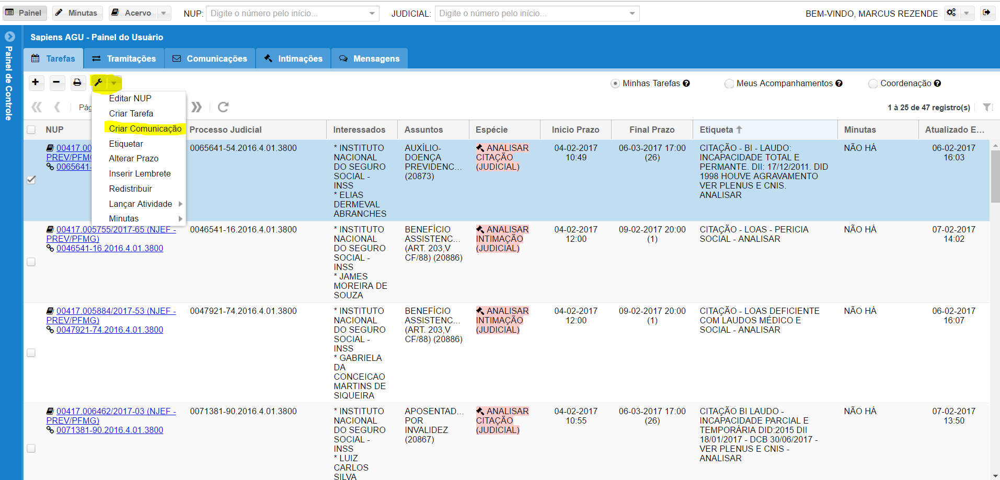 Painel Minutas Acervo NUP: Digite o número pelo início... JUDICIAL: Digite o número pelo início... BEM-VINDO, MARCUS REZENDE
Painel de Controle
Sapiens AGU - Painel do Usuário
Tarefas Tramitações Comunicações Intimações Mensagens
Minhas Tarefas Meus Acompanhamentos Coordenação
Editar NUP
Criar Tarefa
Criar Comunicação
Etiquetar
Alterar Prazo
Inserir Lembrete
Redistribuir
Lançar Atividade
Minutas
Pág
1 à 25 de 47 registro(s)
NUP Processo Judicial Interessados Assuntos Espécie Início Prazo Final Prazo Etiqueta Minutas Atualizado E...
00417.00
PREV/PFMG
0065641-
0065641-54.2016.4.01.3800
* INSTITUTO
NACIONAL
DO SEGURO
SOCIAL -
INSS
* ELIAS
DERMEVAL
ABRANCHES
AUXÍLIO-
DOENÇA
PREVIDENC...
(20873)
ANALISAR
CITAÇÃO
(JUDICIAL)
04-02-2017
10:49
06-03-2017 17:00
(26)
CITAÇÃO - BI - LAUDO:
INCAPACIDADE TOTAL E
PERMANTE. DII: 17/12/2011. DID
1998 HOUVE AGRAVAMENTO
VER PLENUS E CNIS.
ANALISAR
NÃO HÁ
06-02-2017
16:03
00417.005755/2017-65 (NJEF -
PREV/PFMG)
0046541-16.2016.4.01.3800
0046541-16.2016.4.01.3800
* INSTITUTO
NACIONAL
DO SEGURO
SOCIAL -
INSS
* JAMES
MOREIRA DE
SOUZA
BENEFÍCIO
ASSISTENC...
(ART. 203,V
CF/88) (20886)
ANALISAR
INTIMAÇÃO
(JUDICIAL)
04-02-2017
12:00
09-02-2017 20:00
(1)
CITAÇÃO - LOAS - PERICIA
SOCIAL - ANALISAR
NÃO HÁ
07-02-2017
14:02
00417.005884/2017-53 (NJEF -
PREV/PFMG)
0047921-74.2016.4.01.3800
0047921-74.2016.4.01.3800
* INSTITUTO
NACIONAL
DO SEGURO
SOCIAL -
INSS
* GABRIELA
DA
CONCEICAO
MARTINS DE
SIQUEIRA
BENEFÍCIO
ASSISTENC...
(ART. 203,V
CF/88) (20886)
ANALISAR
INTIMAÇÃO
(JUDICIAL)
04-02-2017
12:00
09-02-2017 20:00
(1)
CITAÇÃO - LOAS DEFICIENTE
COM LAUDOS MÉDICO E
SOCIAL - ANALISAR
NÃO HÁ
06-02-2017
16:07
00417.006462/2017-03 (NJEF -
PREV/PFMG)
0071381-90.2016.4.01.3800
0071381-90.2016.4.01.3800
* INSTITUTO
NACIONAL
DO SEGURO
SOCIAL -
INSS
* LUIZ
CARLOS
SILVA
APOSENTAD...
POR
INVALIDEZ
(20867)
ANALISAR
CITAÇÃO
(JUDICIAL)
04-02-2017
10:55
06-03-2017 17:00
(26)
CITAÇÃO BI LAUDO -
INCAPACIDADE PARCIAL E
TEMPORÁRIA DID:2015 DII
18/01/2017 - DCB 30/06/2017 -
VER PLENUS E CNIS -
ANALISAR
NÃO HÁ
07-02-2017
13:50